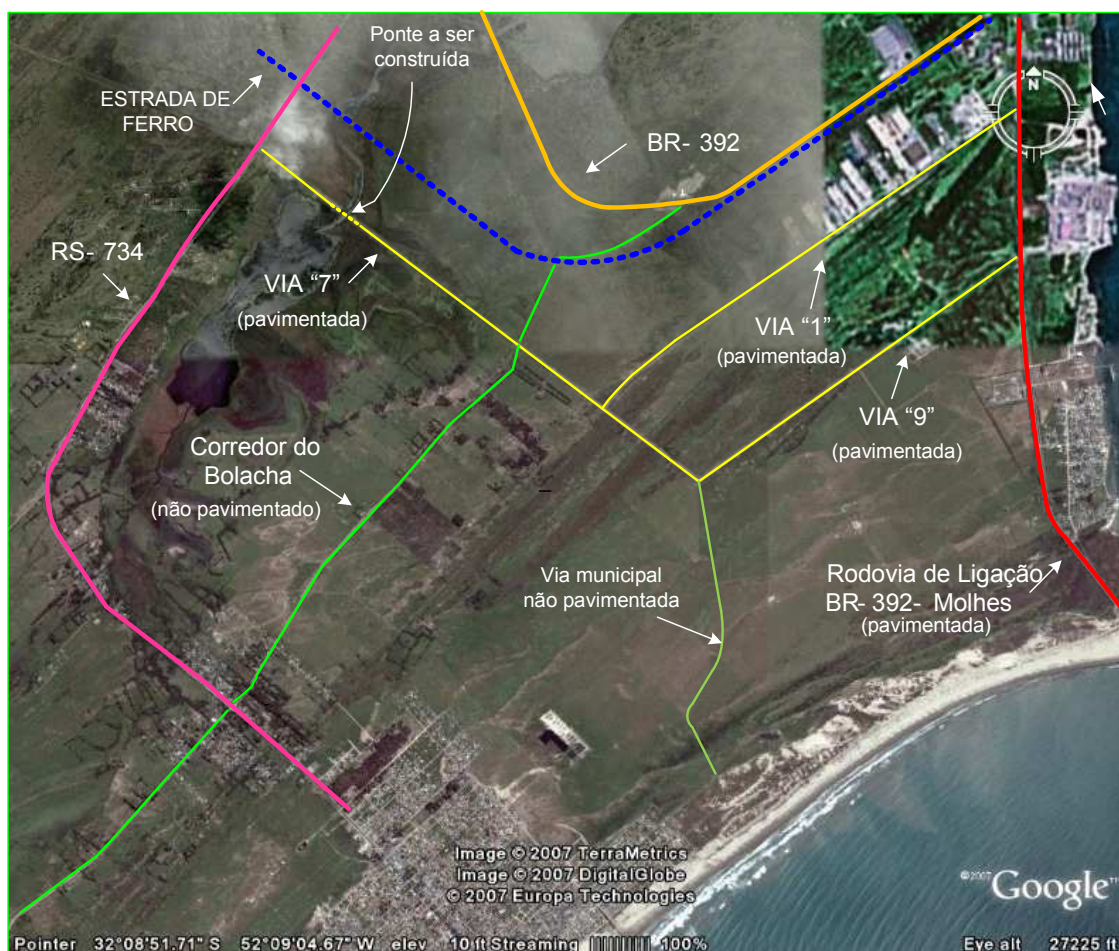 Ponte a ser
construída
ESTRADA DE
FERRO
BR- 392
N
RS- 734
VIA “7”
(pavimentada)
VIA “1”
(pavimentada)
VIA “9”
(pavimentada)
Corredor do
Bolacha
(não pavimentado)
Via municipal
não pavimentada
Rodovia de Ligação
BR- 392- Molhes
(pavimentada)
Image © 2007 TerraMetrics
Image © 2007 DigitalGlobe
© 2007 Europa Technologies
©2007 Google™
Pointer 32°08'51.71" S 52°09'04.67" W elev 10 ft Streaming |||||||||| 100% Eye alt 27225 ft